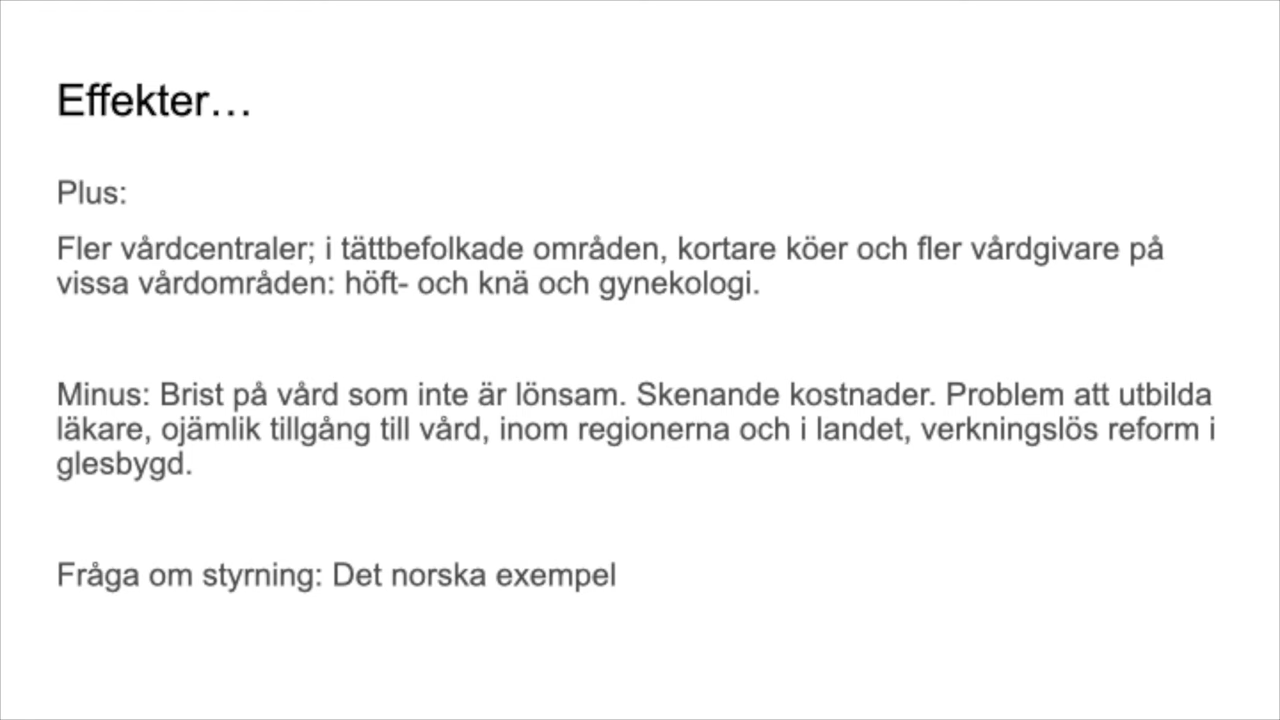 Effekter…
Plus:
Fler vårdcentraler; i tättbefolkade områden, kortare köer och fler vårdgivare på
vissa vårdområden: höft- och knä och gynekologi.
Minus: Brist på vård som inte är lönsam. Skenande kostnader. Problem att utbilda
läkare, ojämlik tillgång till vård, inom regionerna och i landet, verkningslös reform i
glesbygd.
Fråga om styrning: Det norska exempel